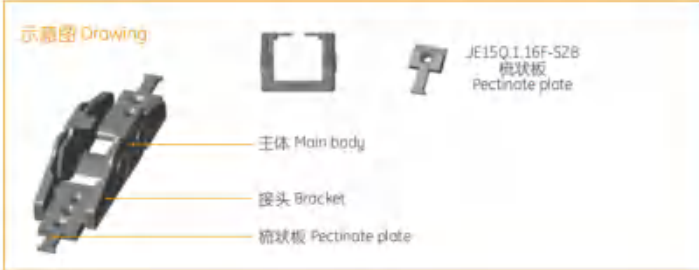 示意图 Drawing
JE15Q.1.16F-SZB
梳状板
Pectinate plate
主体 Main body
接头 Bracket
梳状板 Pectinate plate